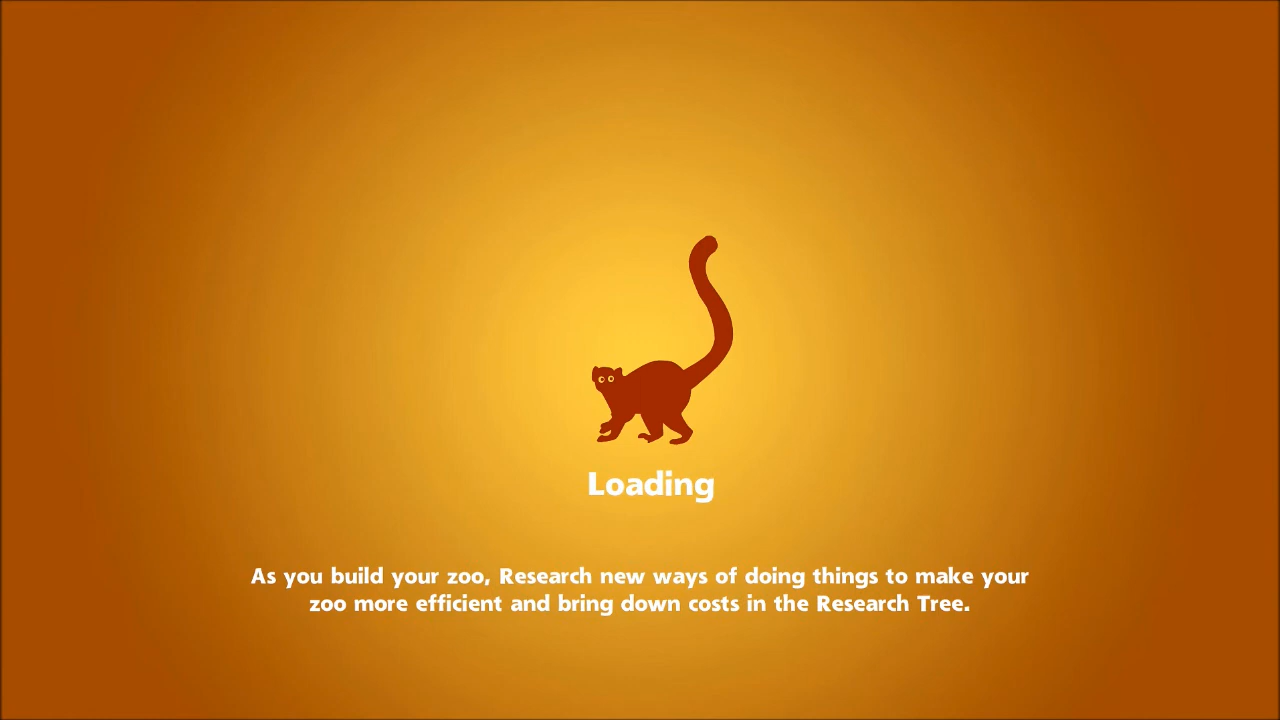 Loading
As you build your zoo, Research new ways of doing things to make your
zoo more efficient and bring down costs in the Research Tree.